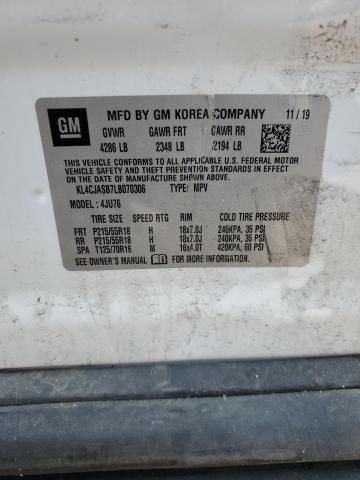 GM
MFD BY GM KOREA COMPANY 11/19
GVWR GAWR FRT GAWR RR
4286 LB 2348 LB 2194 LB
THIS VEHICLE CONFORMS TO ALL APPLICABLE U.S. FEDERAL MOTOR
VEHICLE SAFETY, BUMPER, AND THEFT PREVENTION STANDARDS IN
EFFECT ON THE DATE OF MANUFACTURE SHOWN ABOVE.
KL4CJASB7LB070306 TYPE: MPV
MODEL: 4JU76
TIRE SIZE SPEED RTG RIM COLD TIRE PRESSURE
FRT P215/55R18 H 18x7.0J 240KPA, 35 PSI
RR P215/55R18 H 18x7.0J 240KPA, 35 PSI
SPA T125/70R16 M 16x4.0T 420KPA, 60 PSI
SEE OWNER'S MANUAL FOR MORE INFORMATION.